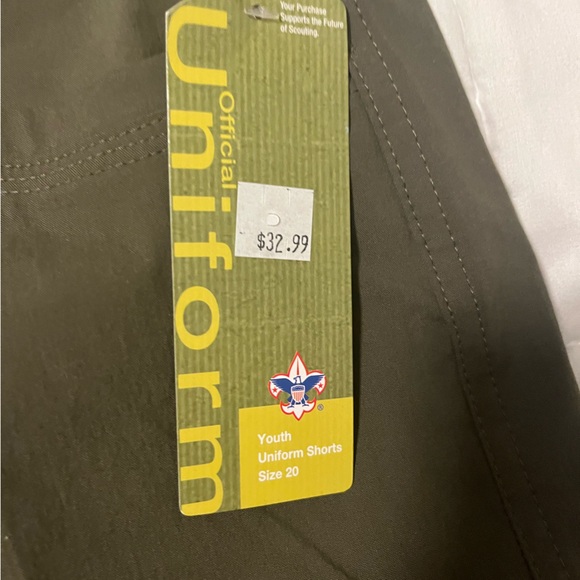 Your Purchase
Supports the Future
of Scouting.
Official
Uniform
$32.99
®
Youth
Uniform Shorts
Size 20